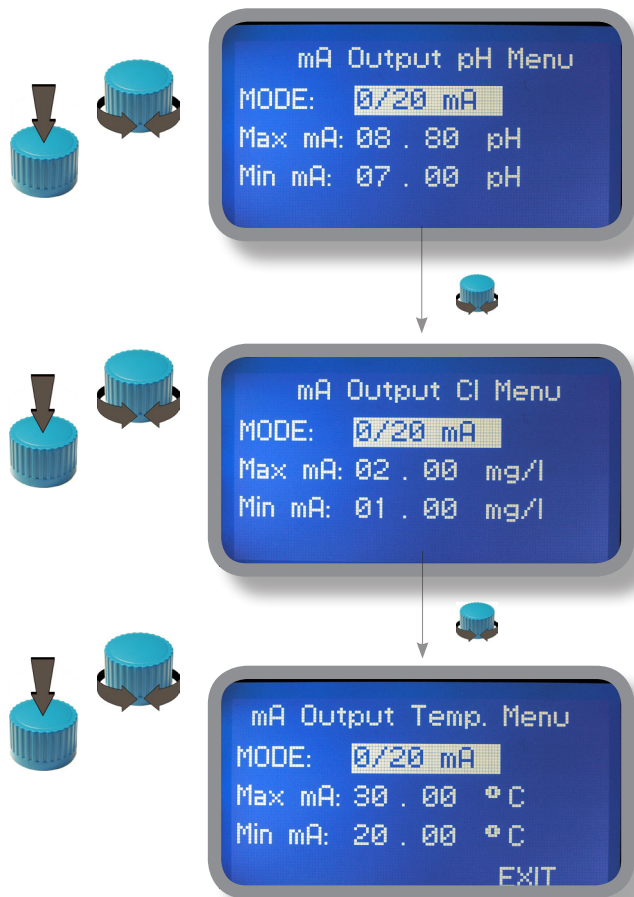 mA Output pH Menu
MODE: 0/20 mA
Max mA: 08 . 80 pH
Min mA: 07 . 00 pH
mA Output Cl Menu
MODE: 0/20 mA
Max mA: 02 . 00 mg/l
Min mA: 01 . 00 mg/l
mA Output Temp. Menu
MODE: 0/20 mA
Max mA: 30 . 00 °C
Min mA: 20 . 00 °C
EXIT